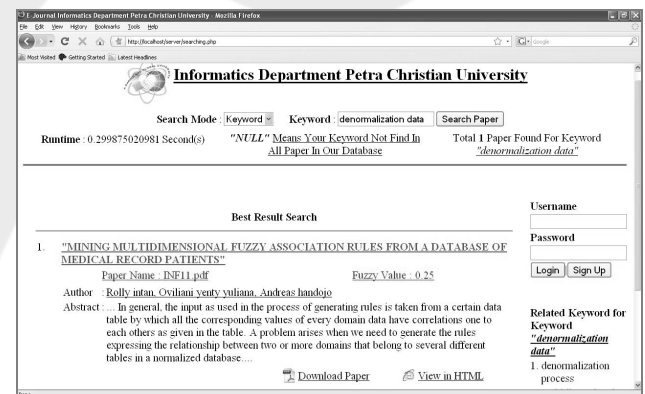 E Journal Informatics Department Petra Christian University - Mozilla Firefox
File Edit View History Bookmarks Tools Help
http://localhost/server/searching.php
Google
Most Visited Getting Started Latest Headlines
Informatics Department Petra Christian University
Search Mode : Keyword Keyword : denormalization data Search Paper
Runtime : 0.299875020981 Second(s)
"NULL" Means Your Keyword Not Find In
All Paper In Our Database
Total 1 Paper Found For Keyword
"denormalization data"
Best Result Search
1. "MINING MULTIDIMENSIONAL FUZZY ASSOCIATION RULES FROM A DATABASE OF
MEDICAL RECORD PATIENTS"
Paper Name : INF11.pdf Fuzzy Value : 0.25
Author : Rolly intan, Oviliani yenty yuliana, Andreas handojo
Abstract : ... In general, the input as used in the process of generating rules is taken from a certain data
table by which all the corresponding values of every domain data have correlations one to
each others as given in the table. A problem arises when we need to generate the rules
expressing the relationship between two or more domains that belong to several different
tables in a normalized database....
Download Paper View in HTML
Username
Password
Login Sign Up
Related Keyword for
Keyword
"denormalization
data"
1. denormalization
process